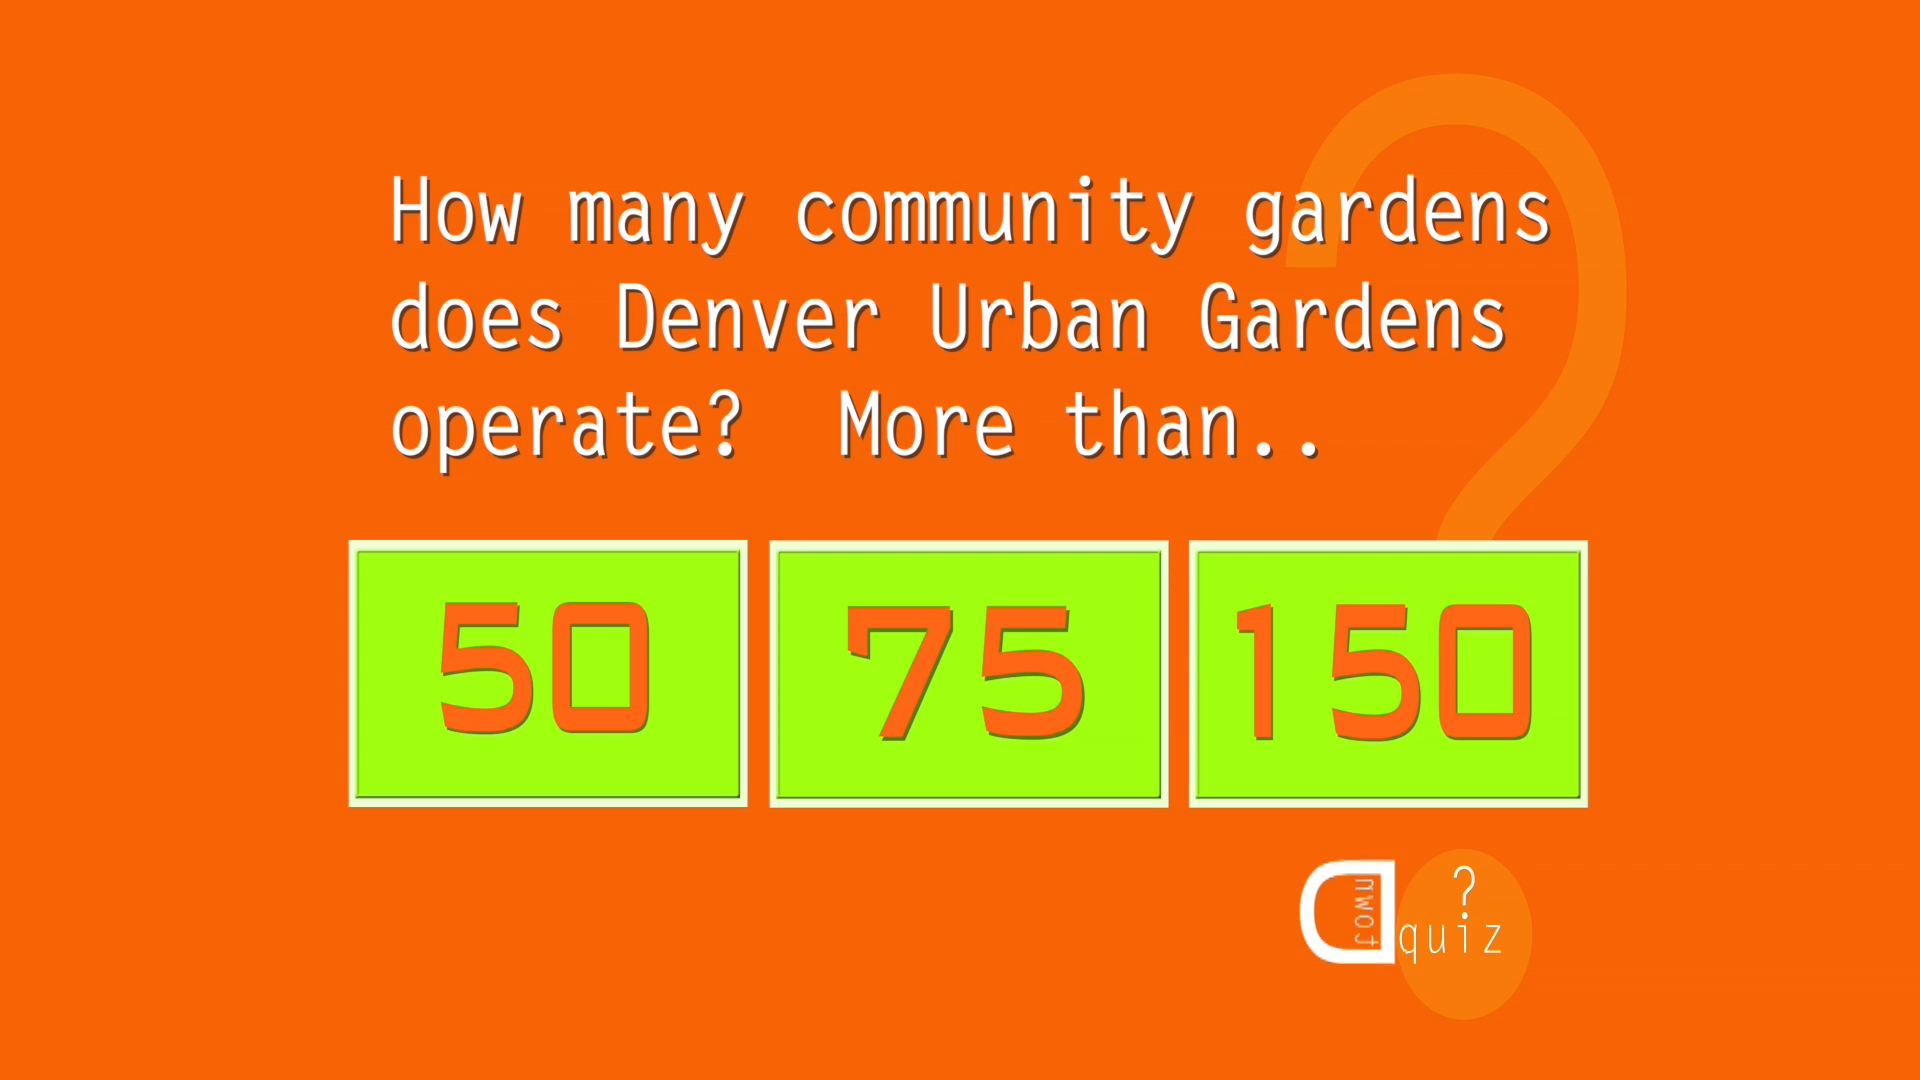 How many community gardens
does Denver Urban Gardens
operate?  More than..
50
75
150
?
quiz